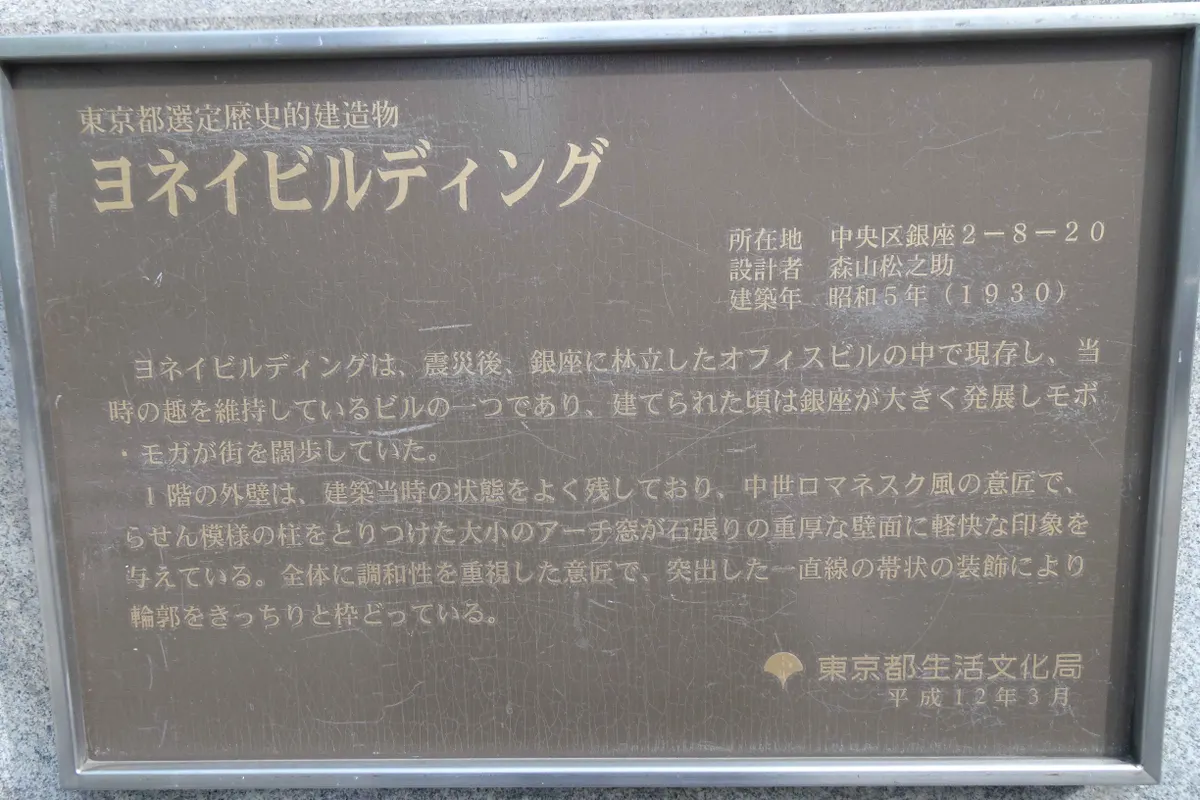 東京都選定歴史的建造物
ヨネイビルディング
所在地　中央区銀座2－8－20
設計者　森山松之助
建築年　昭和5年（1930）
ヨネイビルディングは、震災後、銀座に林立したオフィスビルの中で現存し、当
時の趣を維持しているビルの一つであり、建てられた頃は銀座が大きく発展しモボ
・モガが街を闊歩していた。
1階の外壁は、建築当時の状態をよく残しており、中世ロマネスク風の意匠で、
らせん模様の柱をとりつけた大小のアーチ窓が石張りの重厚な壁面に軽快な印象を
与えている。全体に調和性を重視した意匠で、突出した一直線の帯状の装飾により
輪郭をきっちりと枠どっている。
東京都生活文化局
平成12年3月